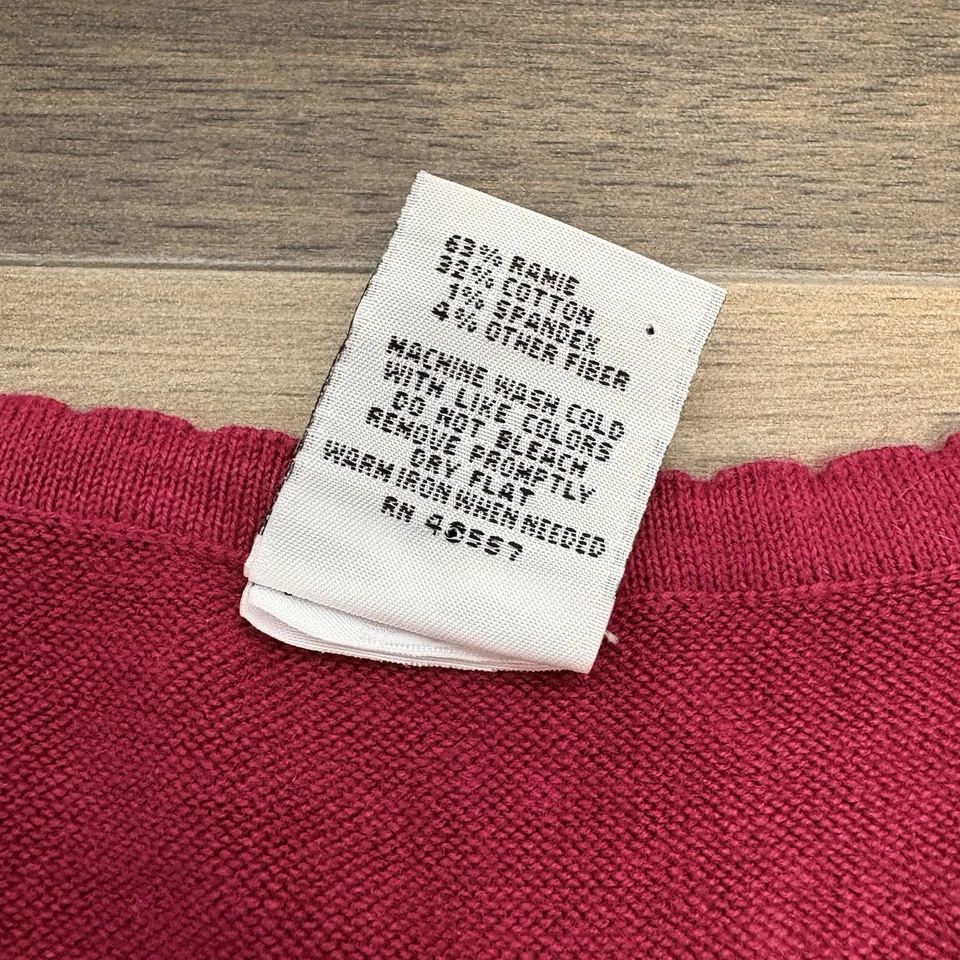 63% RAMIE
32% COTTON
1% SPANDEX
4% OTHER FIBER
MACHINE WASH COLD
WITH LIKE COLORS
DO NOT BLEACH
REMOVE PROMPTLY
DRY FLAT
WARM IRON WHEN NEEDED
RN